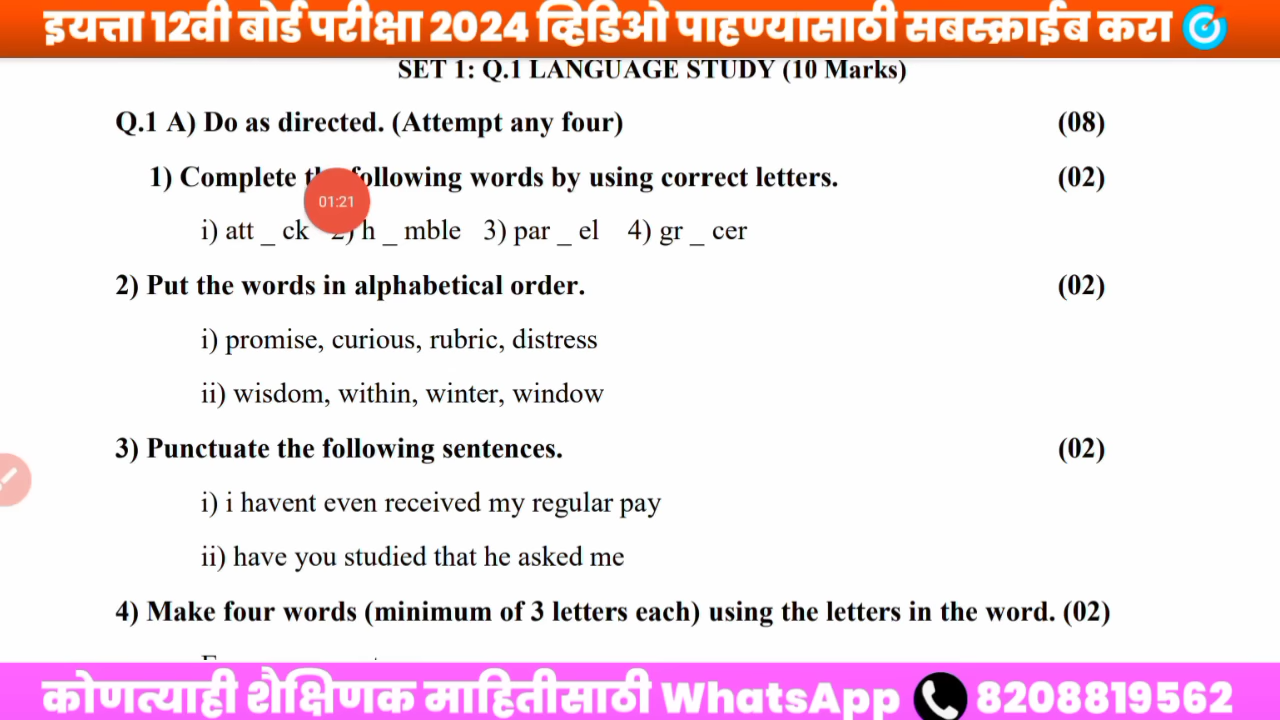 इयत्ता 12वी बोर्ड परीक्षा 2024 व्हिडिओ पाहण्यासाठी सबस्क्राईब करा
SET 1: Q.1 LANGUAGE STUDY (10 Marks)
Q.1 A) Do as directed. (Attempt any four) (08)
1) Complete the following words by using correct letters. (02)
01:21
i) att _ ck 2) h _ mble 3) par _ el 4) gr _ cer
2) Put the words in alphabetical order. (02)
i) promise, curious, rubric, distress
ii) wisdom, within, winter, window
3) Punctuate the following sentences. (02)
i) i havent even received my regular pay
ii) have you studied that he asked me
4) Make four words (minimum of 3 letters each) using the letters in the word. (02)
कोणत्याही शैक्षिणक माहितीसाठी WhatsApp 8208819562